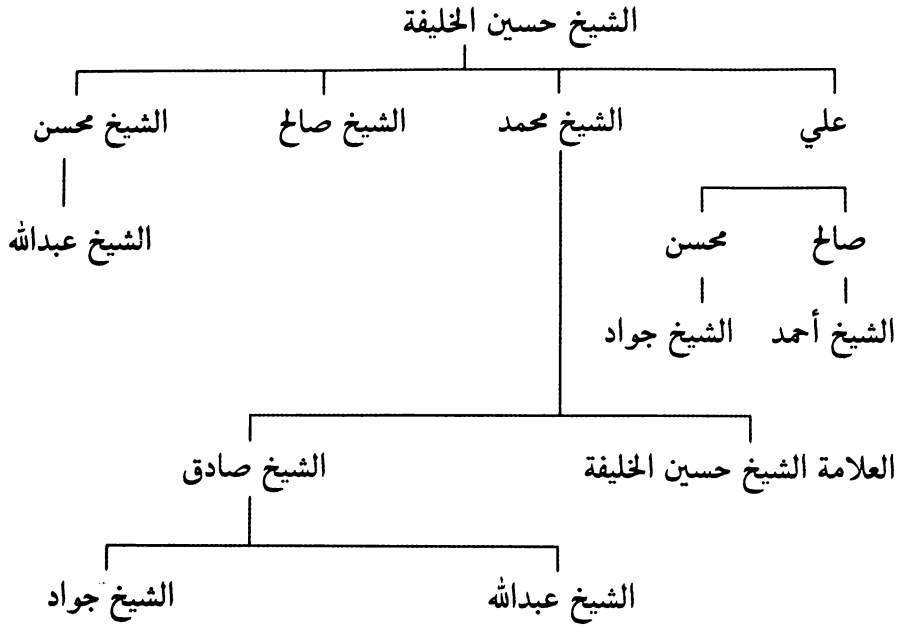 الشيخ حسين الخليفة
علي الشيخ محمد الشيخ صالح الشيخ محسن
صالح محسن الشيخ عبدالله
الشيخ أحمد الشيخ جواد
العلامة الشيخ حسين الخليفة الشيخ صادق
الشيخ عبدالله الشيخ جواد